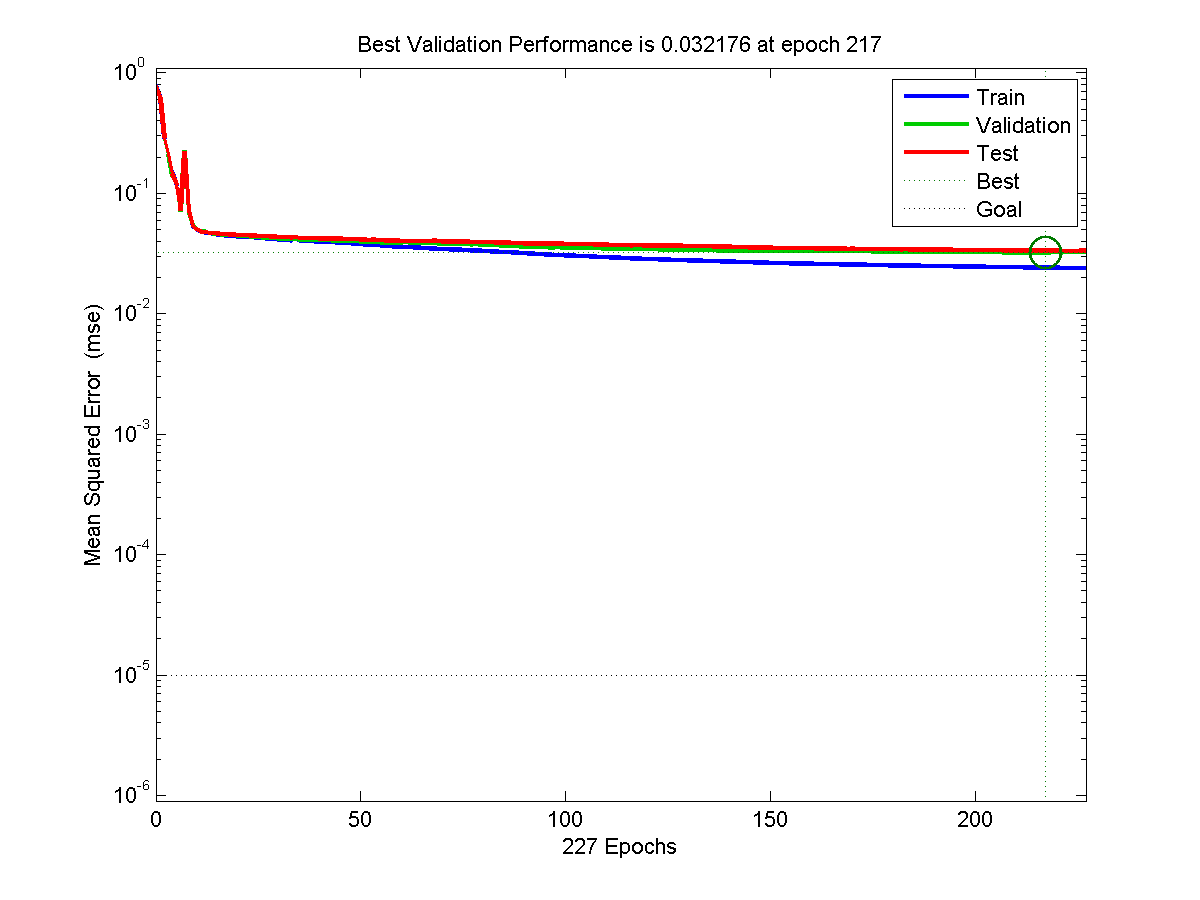 Best Validation Performance is 0.032176 at epoch 217
10^0
10^-1
10^-2
10^-3
10^-4
10^-5
10^-6
Mean Squared Error (mse)
Train
Validation
Test
Best
Goal
0 50 100 150 200
227 Epochs